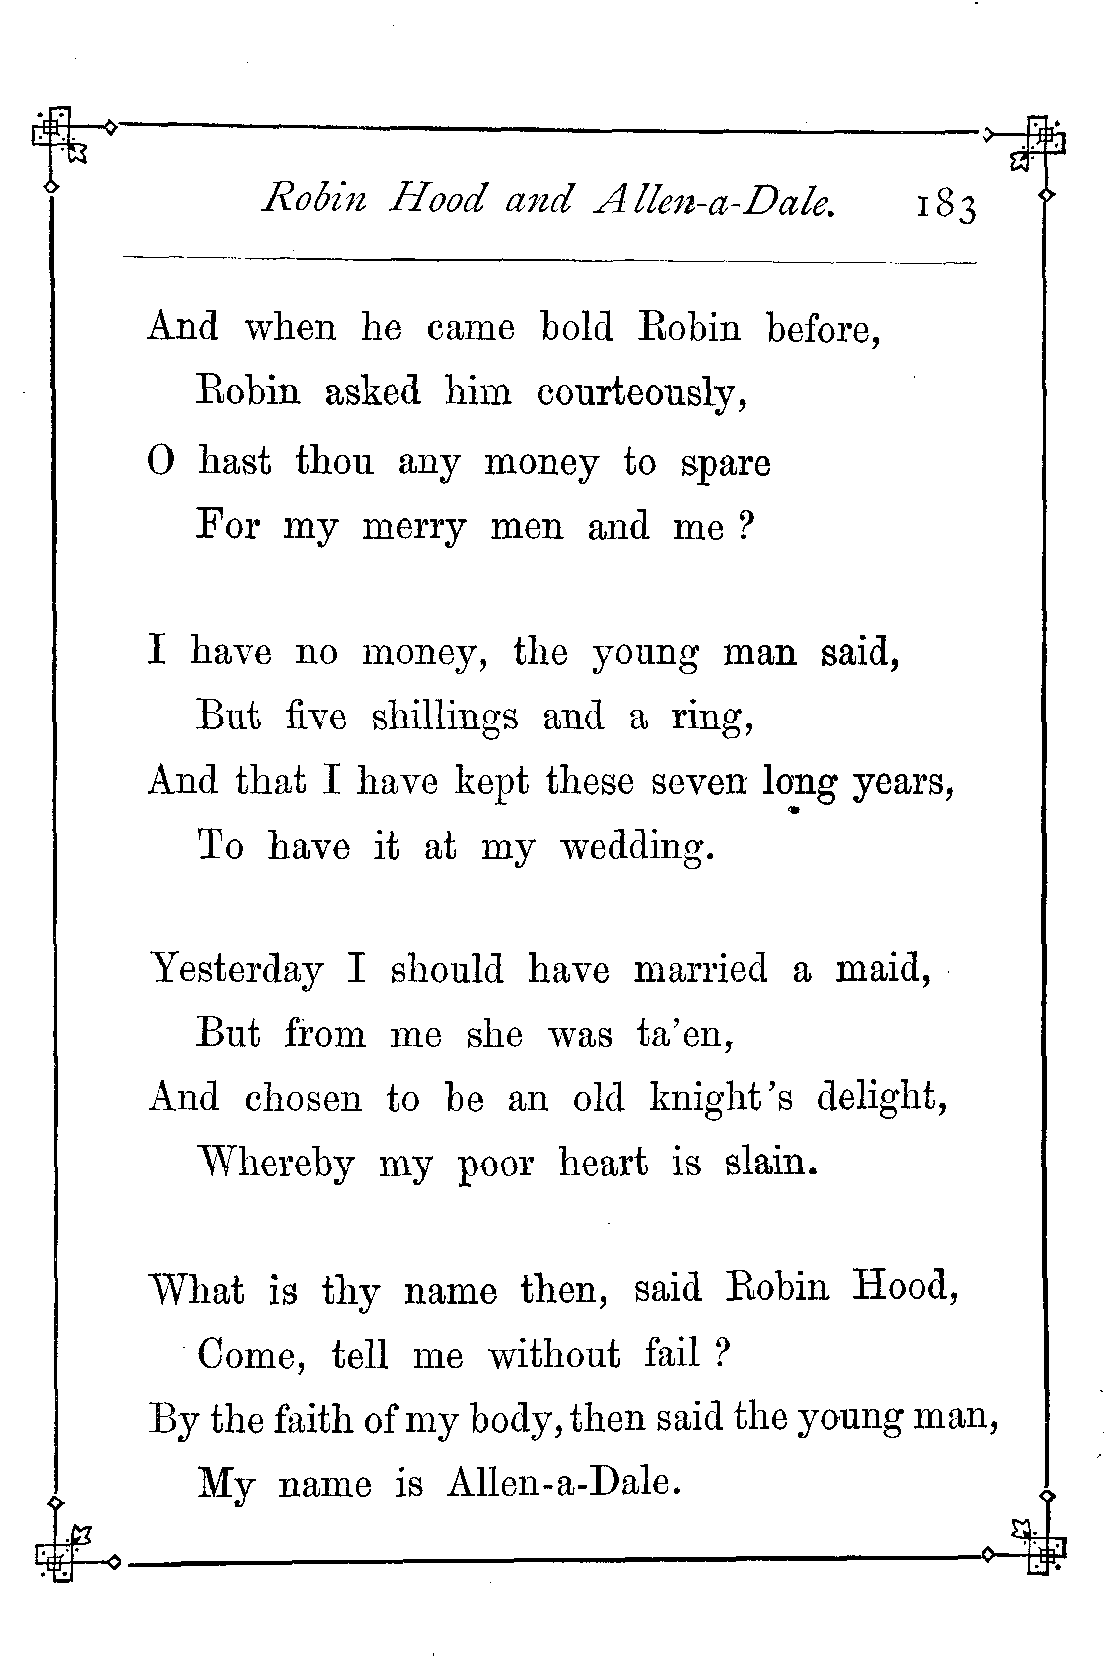 Robin Hood and Allen-a-Dale. 183
And when he came bold Robin before,
Robin asked him courteously,
O hast thou any money to spare
For my merry men and me ?
I have no money, the young man said,
But five shillings and a ring,
And that I have kept these seven long years,
To have it at my wedding.
Yesterday I should have married a maid,
But from me she was ta’en,
And chosen to be an old knight’s delight,
Whereby my poor heart is slain.
What is thy name then, said Robin Hood,
Come, tell me without fail ?
By the faith of my body, then said the young man,
My name is Allen-a-Dale.